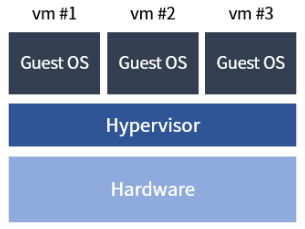 vm #1 vm #2 vm #3
Guest OS Guest OS Guest OS
Hypervisor
Hardware